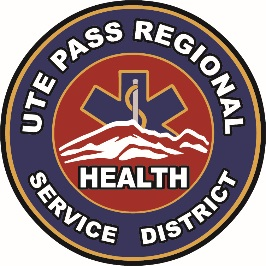 UTE PASS REGIONAL
HEALTH
SERVICE DISTRICT